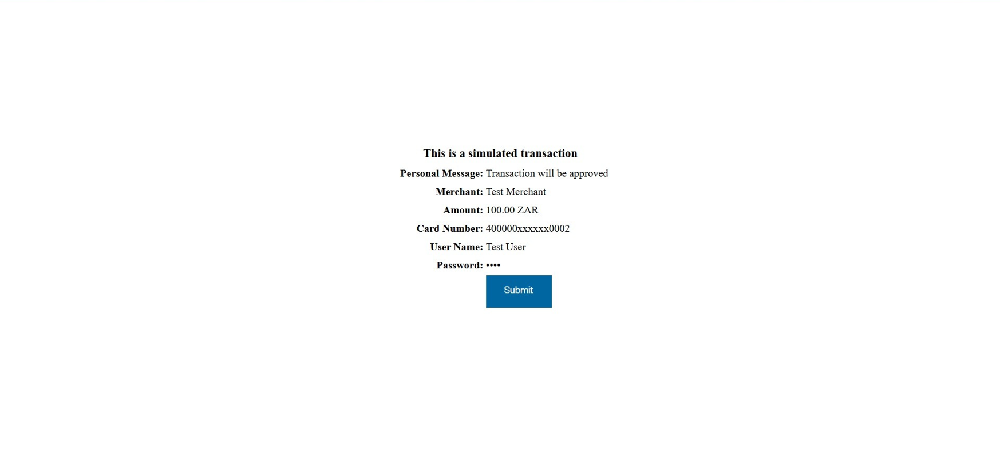 This is a simulated transaction
Personal Message: Transaction will be approved
Merchant: Test Merchant
Amount: 100.00 ZAR
Card Number: 400000xxxxxx0002
User Name: Test User
Password: ••••
Submit